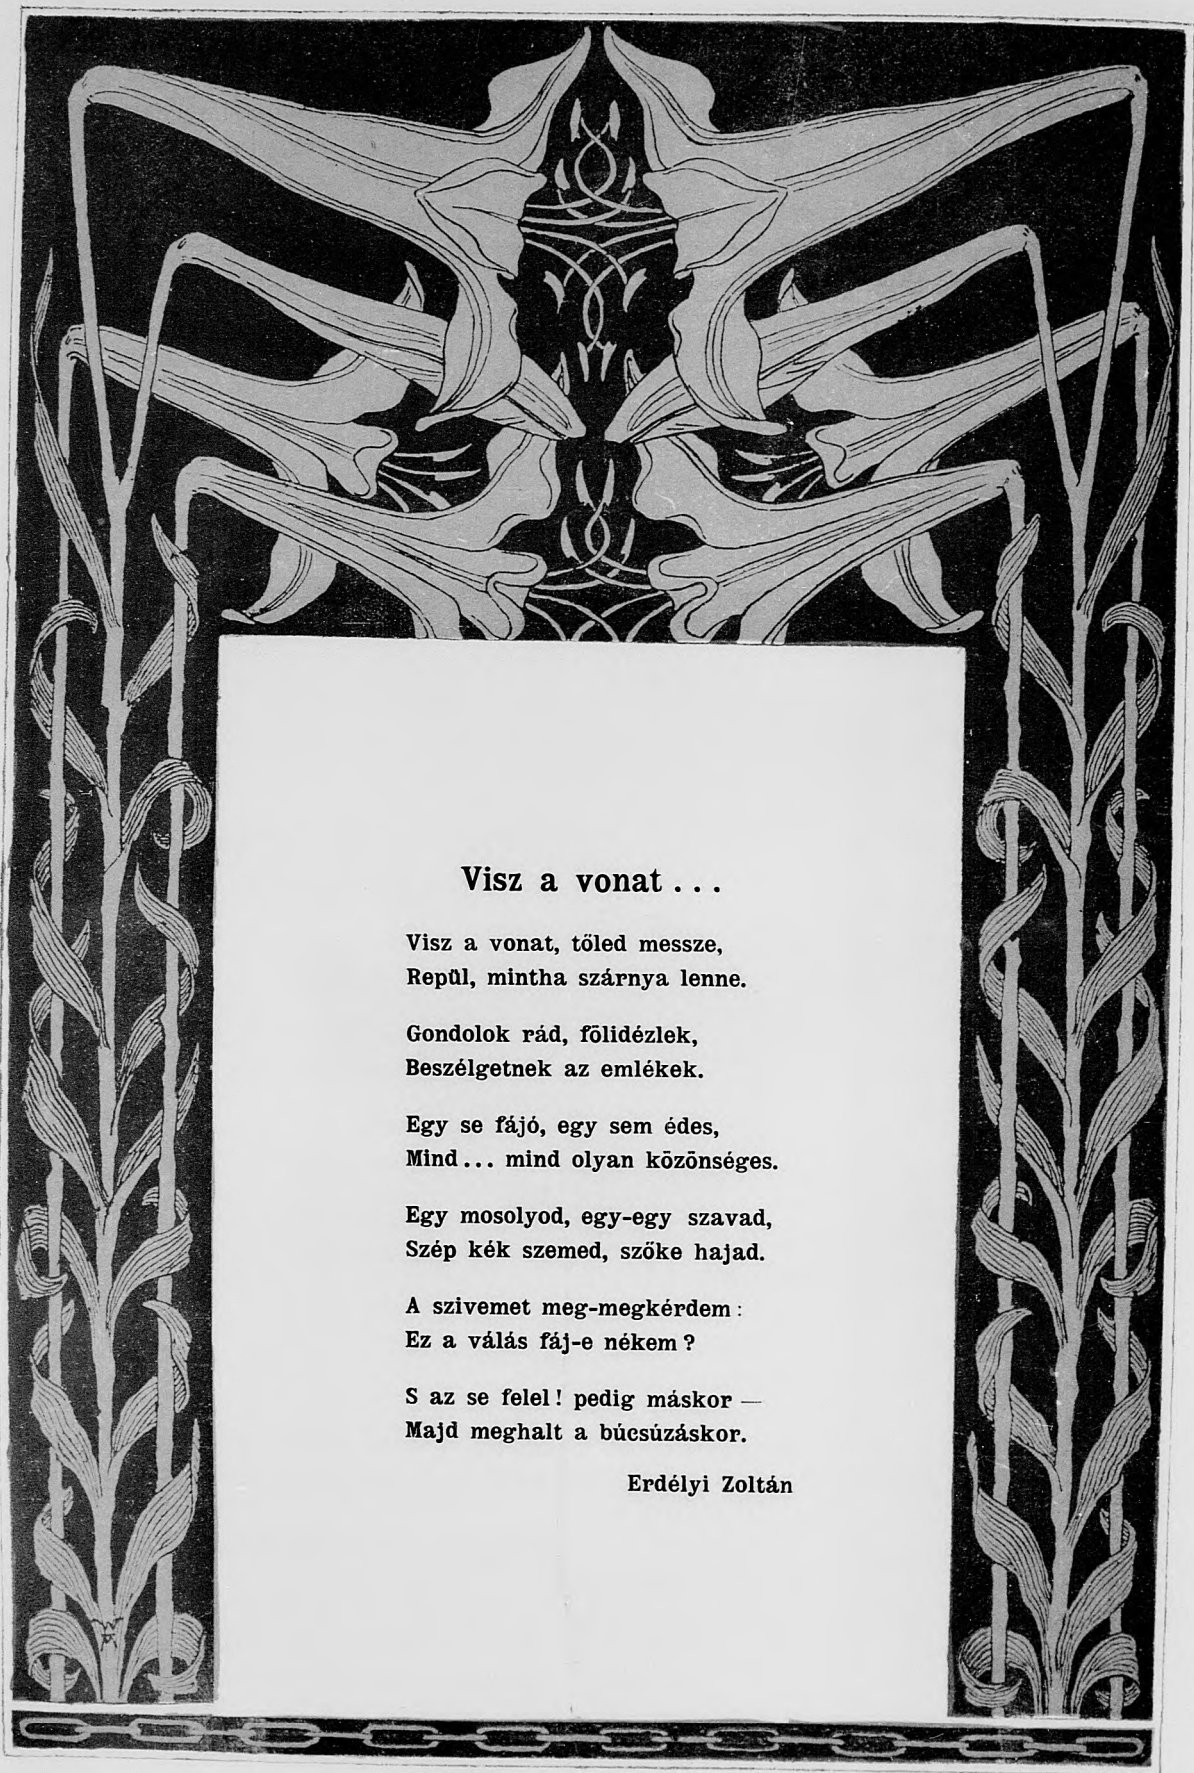 Visz a vonat...
Visz a vonat, tőled messze,
Repül, mintha szárnya lenne.
Gondolok rád, fölidézlek,
Beszélgetnek az emlékek.
Egy se fájó, egy sem édes,
Mind... mind olyan közönséges.
Egy mosolyod, egy-egy szavad,
Szép kék szemed, szőke hajad.
A szivemet meg-megkérdem:
Ez a válás fáj-e nékem?
S az se felel! pedig máskor —
Majd meghalt a búcsúzáskor.
Erdélyi Zoltán